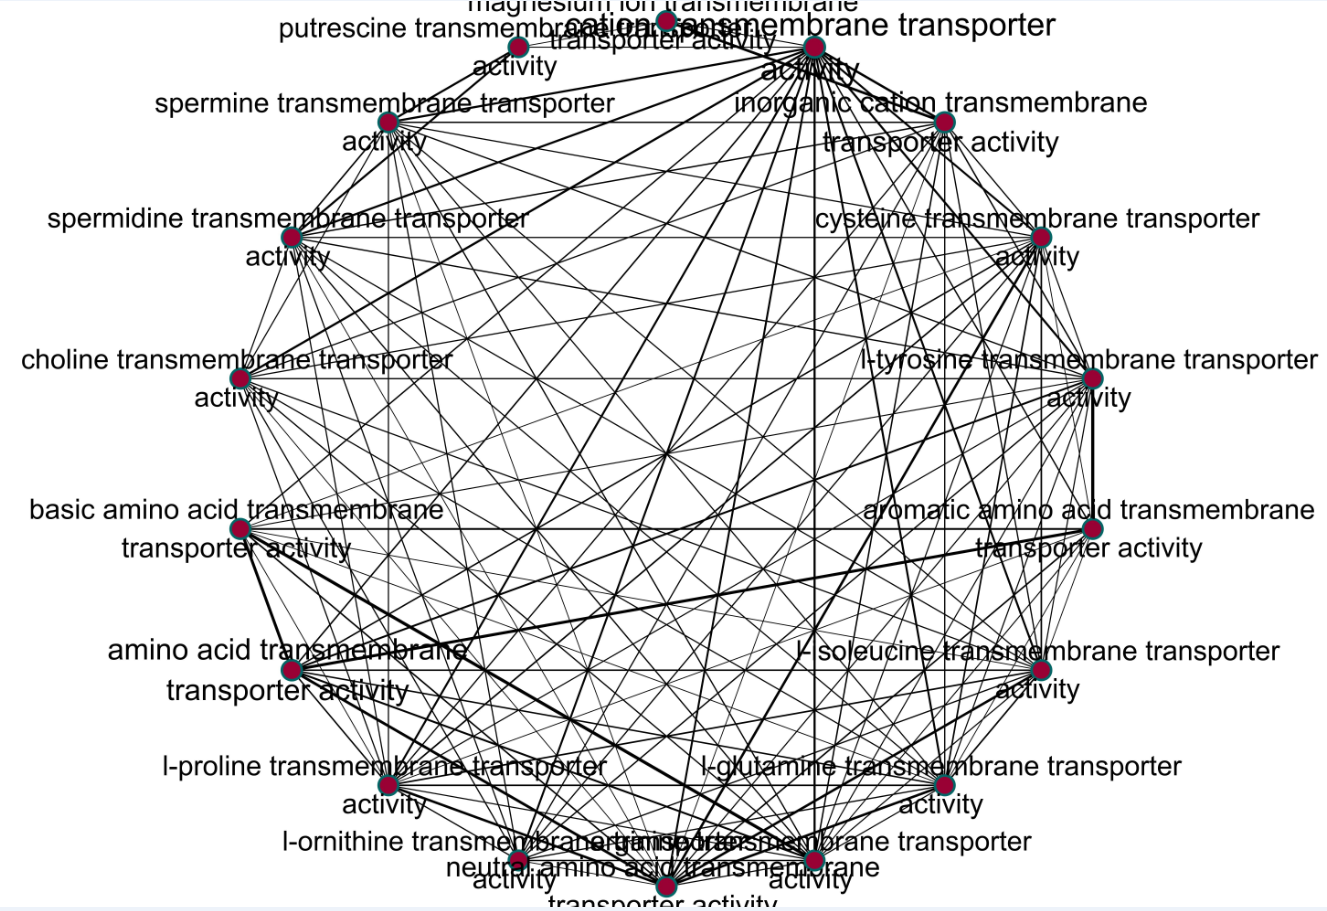 magnesium ion transmembrane
transporter activity
putrescine transmembrane transporter
activity
cation transmembrane transporter
activity
spermine transmembrane transporter
activity
inorganic cation transmembrane
transporter activity
spermidine transmembrane transporter
activity
cysteine transmembrane transporter
activity
choline transmembrane transporter
activity
l-tyrosine transmembrane transporter
activity
basic amino acid transmembrane
transporter activity
aromatic amino acid transmembrane
transporter activity
amino acid transmembrane
transporter activity
l-isoleucine transmembrane transporter
activity
l-proline transmembrane transporter
activity
l-glutamine transmembrane transporter
activity
l-ornithine transmembrane transporter
activity
transmembrane transporter
activity
neutral amino acid transmembrane
transporter activity